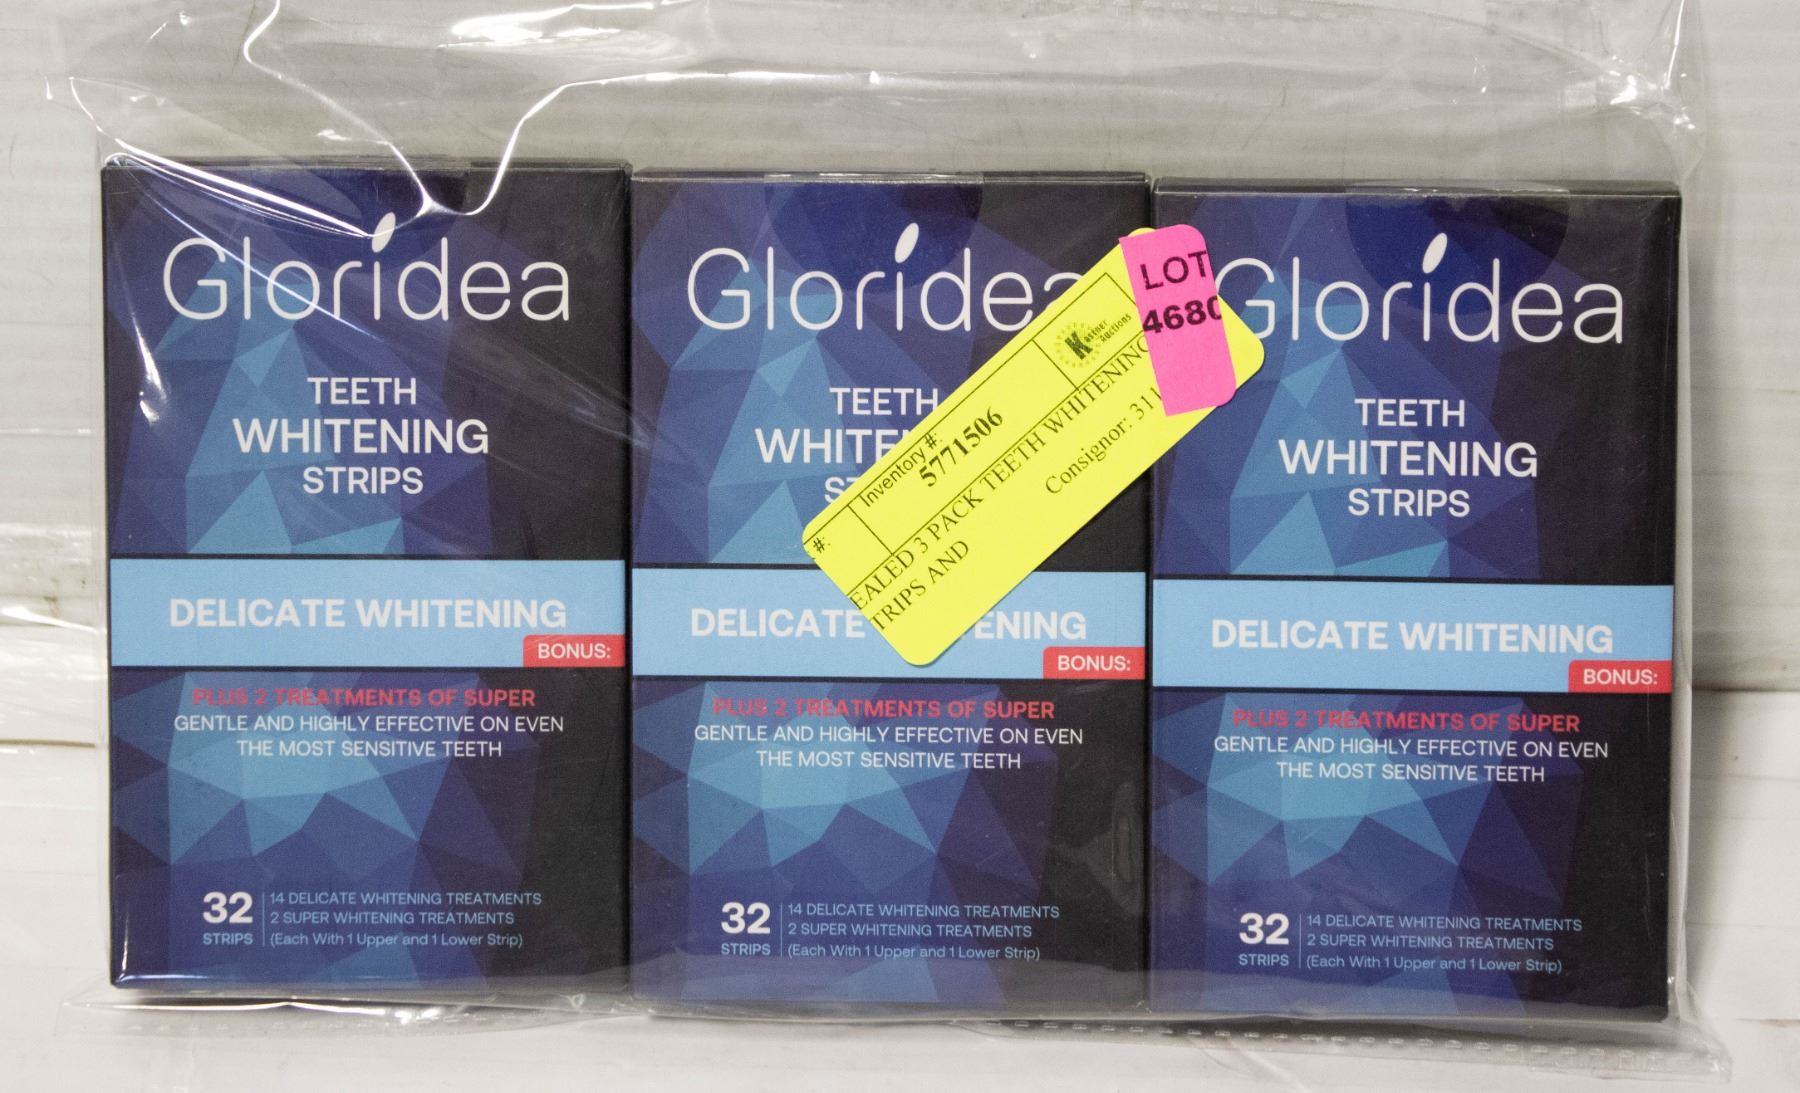 Gloridea
TEETH
WHITENING
STRIPS
DELICATE WHITENING
BONUS:
PLUS 2 TREATMENTS OF SUPER
GENTLE AND HIGHLY EFFECTIVE ON EVEN
THE MOST SENSITIVE TEETH
32
STRIPS
14 DELICATE WHITENING TREATMENTS
2 SUPER WHITENING TREATMENTS
(Each With 1 Upper and 1 Lower Strip)
Gloridea
TEETH
WHITE
ST
DELICATE
ENING
BONUS:
PLUS 2 TREATMENTS OF SUPER
GENTLE AND HIGHLY EFFECTIVE ON EVEN
THE MOST SENSITIVE TEETH
32
STRIPS
14 DELICATE WHITENING TREATMENTS
2 SUPER WHITENING TREATMENTS
(Each With 1 Upper and 1 Lower Strip)
#:
Inventory #:
5771506
Kastner
Auctions
EALED 3 PACK TEETH WHITENING
TRIPS AND
Consignor: 311
LOT
4680
Gloridea
TEETH
WHITENING
STRIPS
DELICATE WHITENING
BONUS:
PLUS 2 TREATMENTS OF SUPER
GENTLE AND HIGHLY EFFECTIVE ON EVEN
THE MOST SENSITIVE TEETH
32
STRIPS
14 DELICATE WHITENING TREATMENTS
2 SUPER WHITENING TREATMENTS
(Each With 1 Upper and 1 Lower Strip)